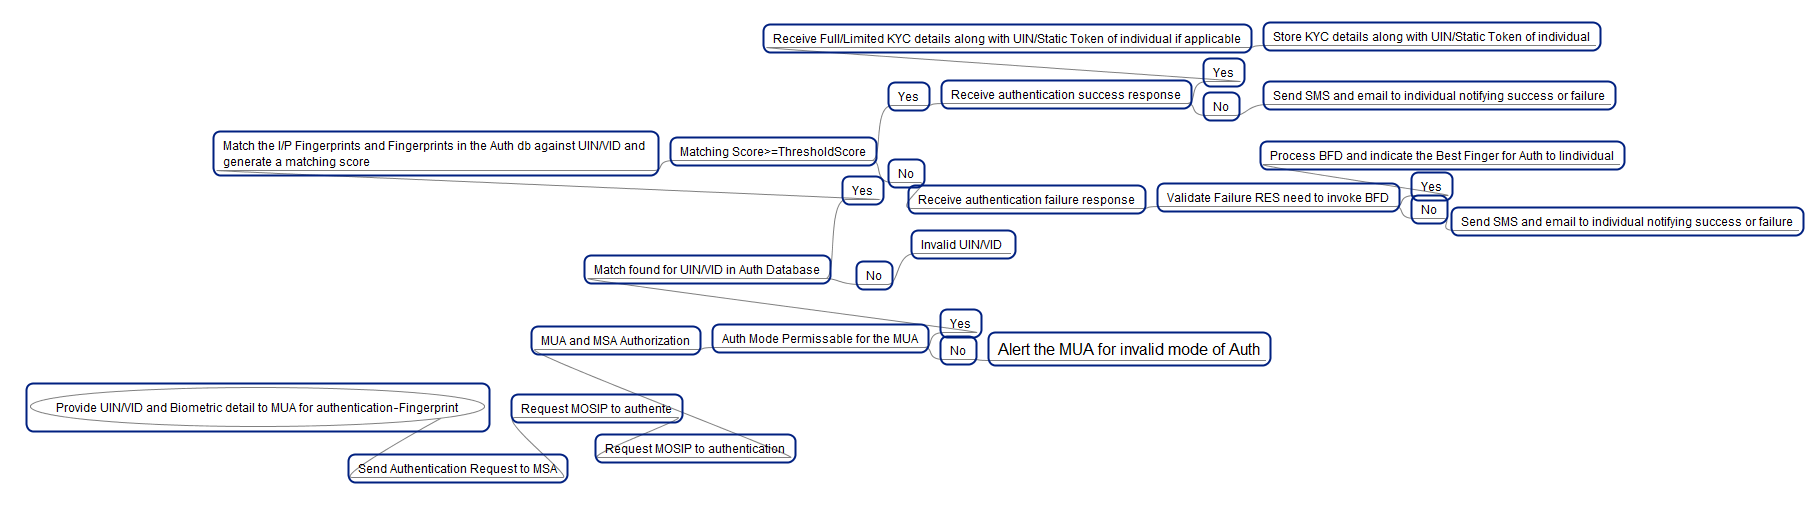 Receive Full/Limited KYC details along with UIN/Static Token of individual if applicable
Store KYC details along with UIN/Static Token of individual
Yes
Yes
Receive authentication success response
No
Send SMS and email to individual notifying success or failure
Match the I/P Fingerprints and Fingerprints in the Auth db against UIN/VID and
generate a matching score
Matching Score>=ThresholdScore
Process BFD and indicate the Best Finger for Auth to Iindividual
No
Yes
Receive authentication failure response
Validate Failure RES need to invoke BFD
Yes
No
Send SMS and email to individual notifying success or failure
Invalid UIN/VID
Match found for UIN/VID in Auth Database
No
Yes
MUA and MSA Authorization
Auth Mode Permissable for the MUA
No
Alert the MUA for invalid mode of Auth
Provide UIN/VID and Biometric detail to MUA for authentication-Fingerprint
Request MOSIP to authente
Request MOSIP to authentication
Send Authentication Request to MSA